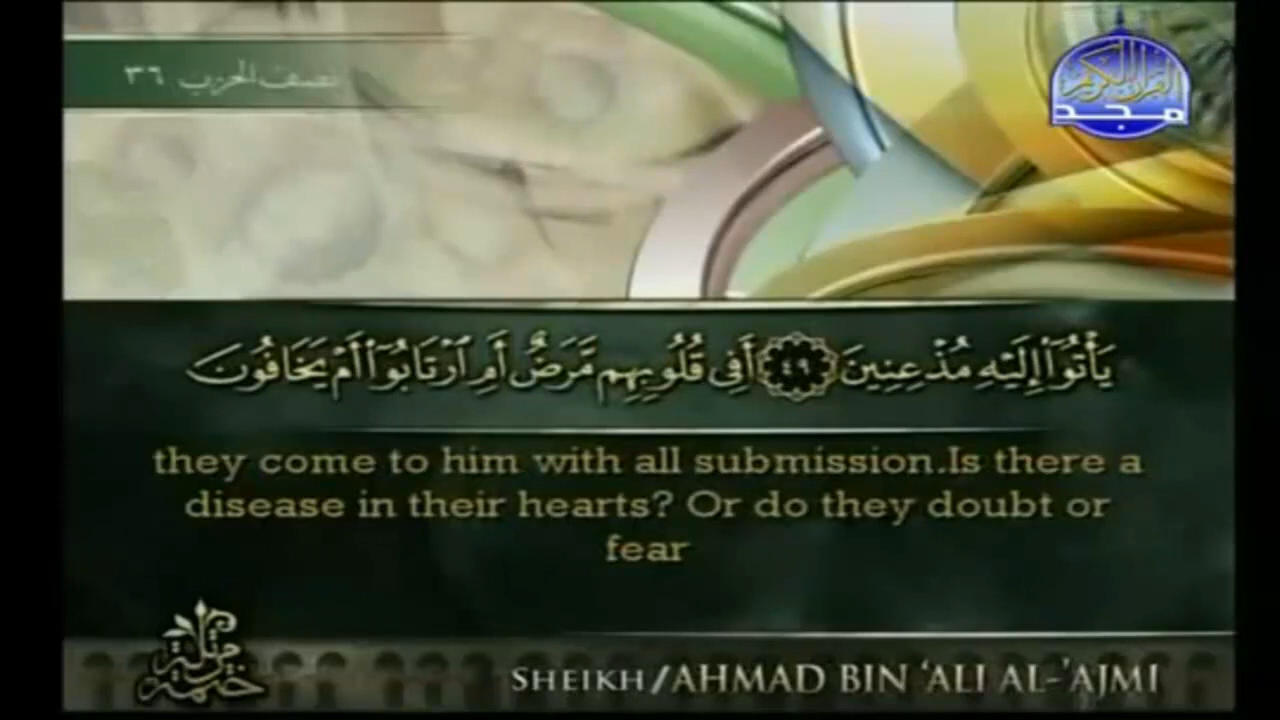 نصف الحزب ٣٦
القرآن الكريم
مجد
يَأْتُوٓا۟ إِلَيْهِ مُذْعِنِينَ ٤٩ أَفِى قُلُوبِهِم مَّرَضٌ أَمِ ٱرْتَابُوٓا۟ أَمْ يَخَافُونَ
they come to him with all submission.Is there a
disease in their hearts? Or do they doubt or
fear
ختمة مرتلة
SHEIKH/AHMAD BIN ‘ALI AL-’AJMI